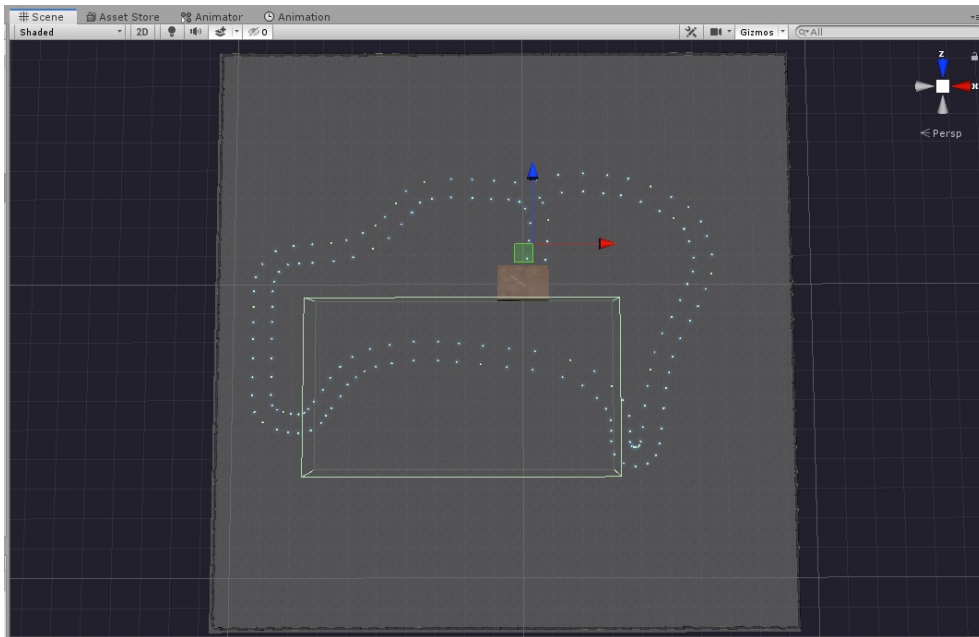 Scene Asset Store Animator Animation
Shaded 2D 0 Gizmos All
z
x
Persp